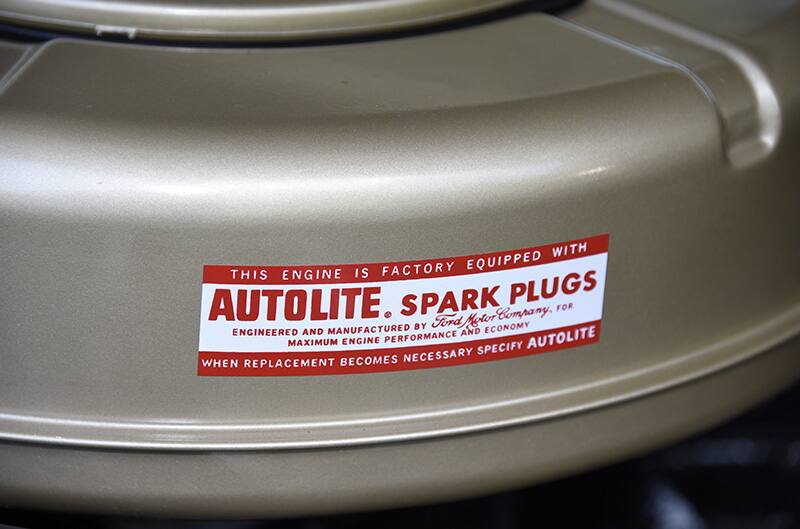 THIS ENGINE IS FACTORY EQUIPPED WITH
AUTOLITE® SPARK PLUGS
ENGINEERED AND MANUFACTURED BY Ford Motor Company, FOR
MAXIMUM ENGINE PERFORMANCE AND ECONOMY
WHEN REPLACEMENT BECOMES NECESSARY SPECIFY AUTOLITE